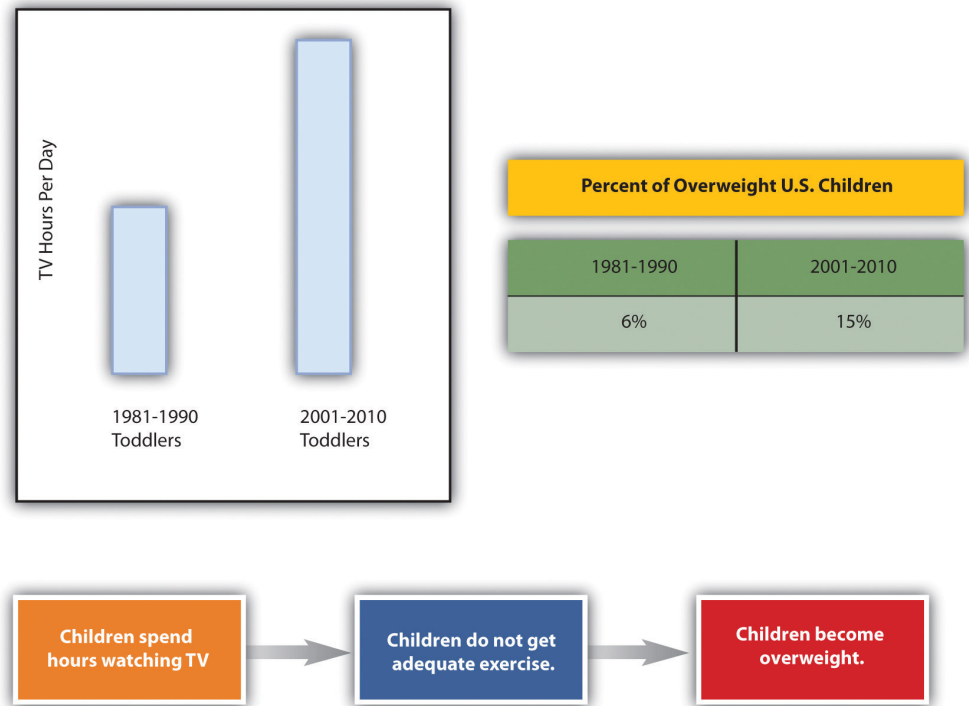 TV Hours Per Day
1981-1990
Toddlers
2001-2010
Toddlers
Percent of Overweight U.S. Children
1981-1990
2001-2010
6%
15%
Children spend
hours watching TV
Children do not get
adequate exercise.
Children become
overweight.